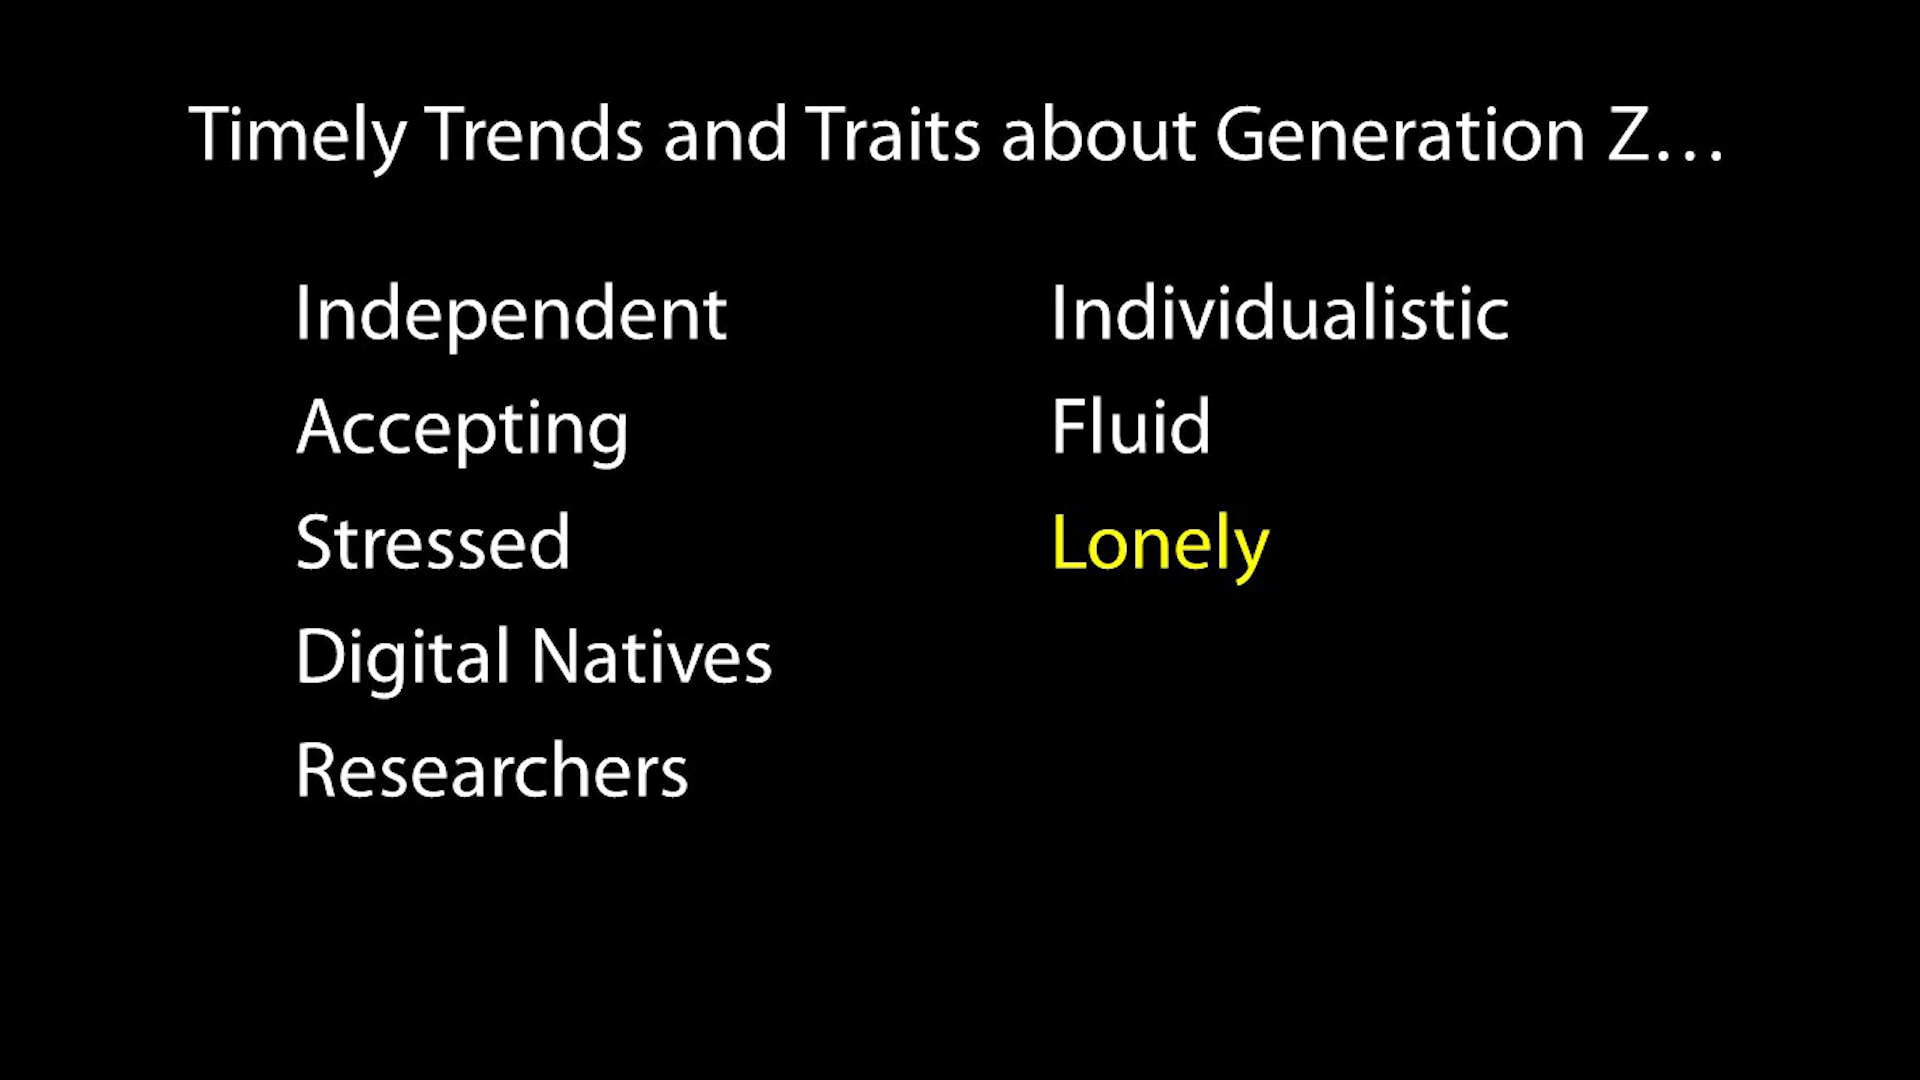 Timely Trends and Traits about Generation Z…
Independent
Accepting
Stressed
Digital Natives
Researchers
Individualistic
Fluid
Lonely